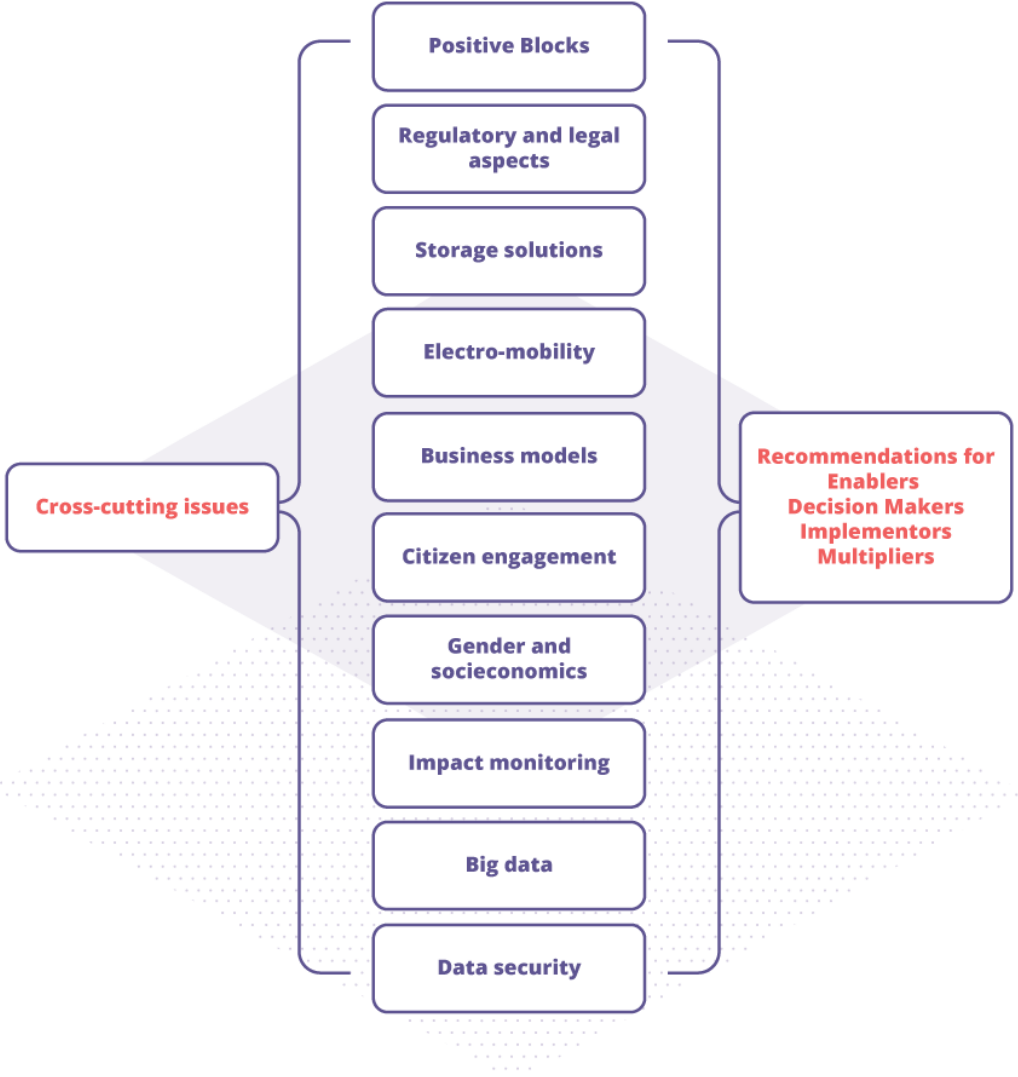 Positive Blocks
Regulatory and legal
aspects
Storage solutions
Electro-mobility
Business models
Cross-cutting issues
Citizen engagement
Gender and
socieconomics
Impact monitoring
Big data
Data security
Recommendations for
Enablers
Decision Makers
Implementors
Multipliers